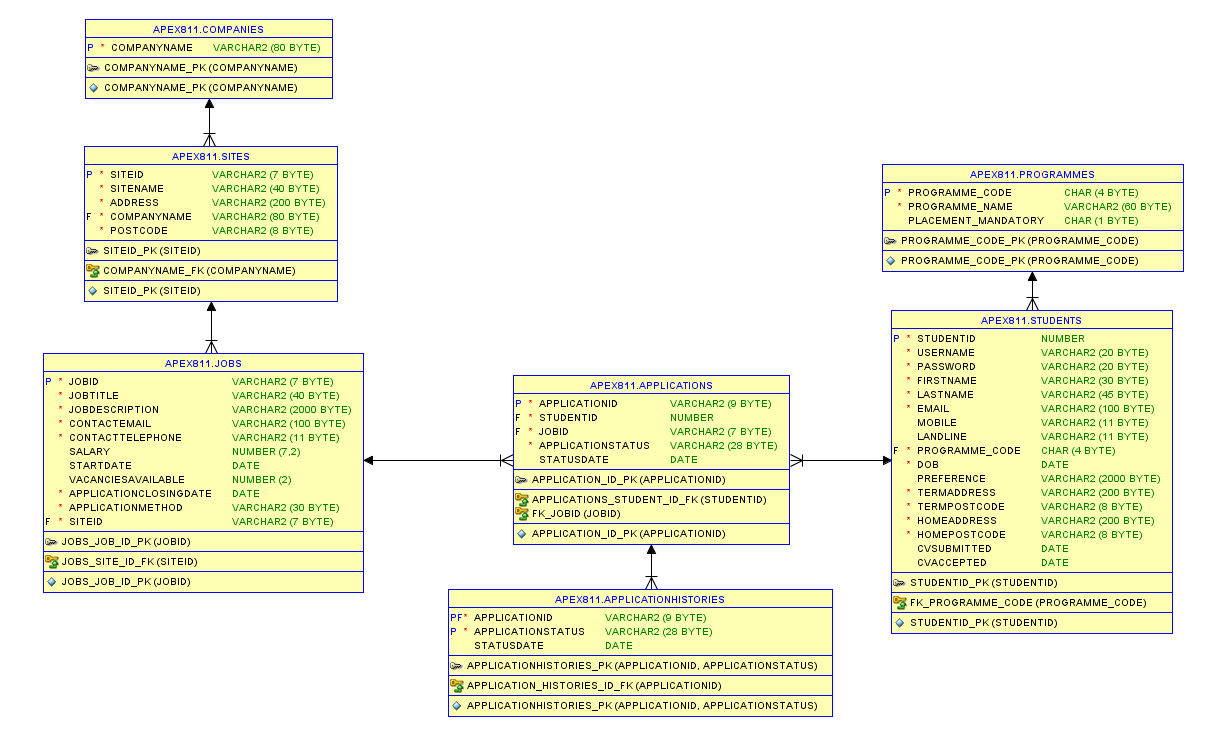 APEX811.COMPANIES
P * COMPANYNAME VARCHAR2 (80 BYTE)
COMPANYNAME_PK (COMPANYNAME)
COMPANYNAME_PK (COMPANYNAME)
APEX811.SITES
P * SITEID VARCHAR2 (7 BYTE)
* SITENAME VARCHAR2 (40 BYTE)
* ADDRESS VARCHAR2 (200 BYTE)
F * COMPANYNAME VARCHAR2 (80 BYTE)
* POSTCODE VARCHAR2 (8 BYTE)
SITEID_PK (SITEID)
COMPANYNAME_FK (COMPANYNAME)
SITEID_PK (SITEID)
APEX811.JOBS
P * JOBID VARCHAR2 (7 BYTE)
* JOBTITLE VARCHAR2 (40 BYTE)
* JOBDESCRIPTION VARCHAR2 (2000 BYTE)
* CONTACTEMAIL VARCHAR2 (100 BYTE)
* CONTACTTELEPHONE VARCHAR2 (11 BYTE)
SALARY NUMBER (7,2)
STARTDATE DATE
VACANCIESAVAILABLE NUMBER (2)
* APPLICATIONCLOSINGDATE DATE
* APPLICATIONMETHOD VARCHAR2 (30 BYTE)
F * SITEID VARCHAR2 (7 BYTE)
JOBS_JOB_ID_PK (JOBID)
JOBS_SITE_ID_FK (SITEID)
JOBS_JOB_ID_PK (JOBID)
APEX811.APPLICATIONS
P * APPLICATIONID VARCHAR2 (9 BYTE)
F * STUDENTID NUMBER
F * JOBID VARCHAR2 (7 BYTE)
* APPLICATIONSTATUS VARCHAR2 (28 BYTE)
STATUSDATE DATE
APPLICATION_ID_PK (APPLICATIONID)
APPLICATIONS_STUDENT_ID_FK (STUDENTID)
FK_JOBID (JOBID)
APPLICATION_ID_PK (APPLICATIONID)
APEX811.APPLICATIONHISTORIES
PF* APPLICATIONID VARCHAR2 (9 BYTE)
P * APPLICATIONSTATUS VARCHAR2 (28 BYTE)
STATUSDATE DATE
APPLICATIONHISTORIES_PK (APPLICATIONID, APPLICATIONSTATUS)
APPLICATION_HISTORIES_ID_FK (APPLICATIONID)
APPLICATIONHISTORIES_PK (APPLICATIONID, APPLICATIONSTATUS)
APEX811.PROGRAMMES
P * PROGRAMME_CODE CHAR (4 BYTE)
* PROGRAMME_NAME VARCHAR2 (60 BYTE)
PLACEMENT_MANDATORY CHAR (1 BYTE)
PROGRAMME_CODE_PK (PROGRAMME_CODE)
PROGRAMME_CODE_PK (PROGRAMME_CODE)
APEX811.STUDENTS
P * STUDENTID NUMBER
* USERNAME VARCHAR2 (20 BYTE)
* PASSWORD VARCHAR2 (20 BYTE)
* FIRSTNAME VARCHAR2 (30 BYTE)
* LASTNAME VARCHAR2 (45 BYTE)
* EMAIL VARCHAR2 (100 BYTE)
MOBILE VARCHAR2 (11 BYTE)
LANDLINE VARCHAR2 (11 BYTE)
F * PROGRAMME_CODE CHAR (4 BYTE)
* DOB DATE
PREFERENCE VARCHAR2 (2000 BYTE)
* TERMADDRESS VARCHAR2 (200 BYTE)
* TERMPOSTCODE VARCHAR2 (8 BYTE)
* HOMEADDRESS VARCHAR2 (200 BYTE)
* HOMEPOSTCODE VARCHAR2 (8 BYTE)
CVSUBMITTED DATE
CVACCEPTED DATE
STUDENTID_PK (STUDENTID)
FK_PROGRAMME_CODE (PROGRAMME_CODE)
STUDENTID_PK (STUDENTID)